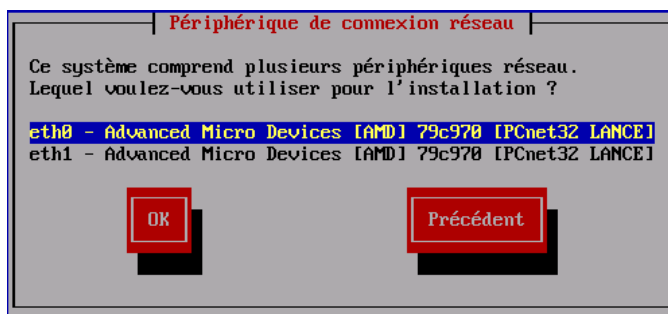 Périphérique de connexion réseau
Ce système comprend plusieurs périphériques réseau.
Lequel voulez-vous utiliser pour l'installation ?
eth0 - Advanced Micro Devices [AMD] 79c970 [PCnet32 LANCE]
eth1 - Advanced Micro Devices [AMD] 79c970 [PCnet32 LANCE]
OK
Précédent